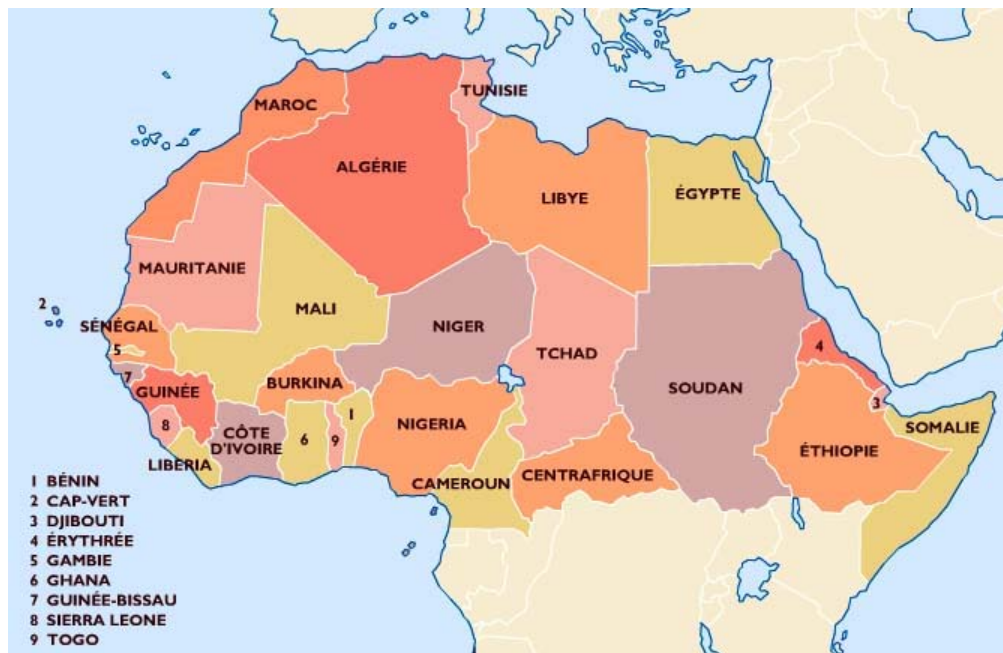 TUNISIE
MAROC
ALGÉRIE
LIBYE
ÉGYPTE
MAURITANIE
2
MALI
SÉNÉGAL
NIGER
5
TCHAD
4
7
GUINÉE
BURKINA
SOUDAN
3
8
CÔTE
D'IVOIRE
6
9
1
NIGERIA
SOMALIE
ÉTHIOPIE
LIBERIA
CAMEROUN
CENTRAFRIQUE
1 BÉNIN
2 CAP-VERT
3 DJIBOUTI
4 ÉRYTHRÉE
5 GAMBIE
6 GHANA
7 GUINÉE-BISSAU
8 SIERRA LEONE
9 TOGO